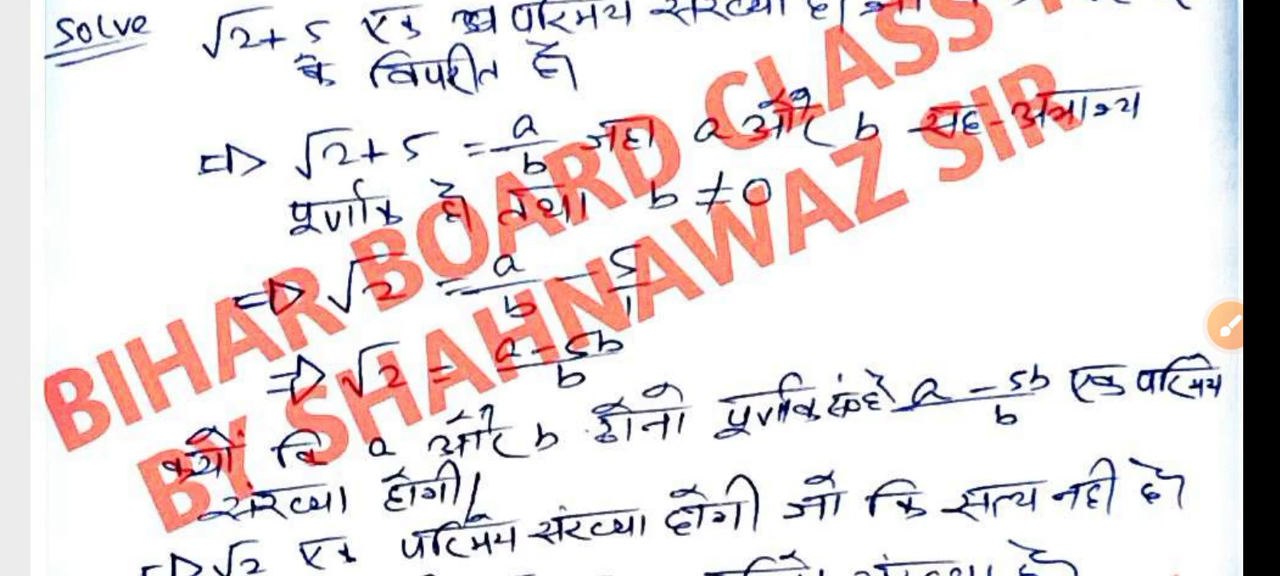 Solve √2+5 एक अपरिमेय संख्या है।
के विपरीत है।
⇒ √2+5 = a/b जहा a और b सह-अभाज्य
पूर्णांक है तथा b ≠ 0
⇒ √2 = a/b - 5/1
⇒ √2 = a-5b/b
क्यों कि a और b दोनो पूर्णांक है a-5b/b एक परिमेय
संख्या होगी।
⇒ √2 एक परिमेय संख्या होगी जो कि सत्य नही है।
संख्या है
BIHAR BOARD CLASS
BY SHAHNAWAZ SIR